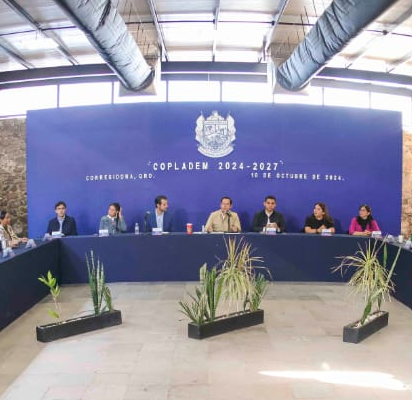 "COPLADEM 2024-2027"
CORREGIDORA, QRO. 10 DE OCTUBRE DE 2024.